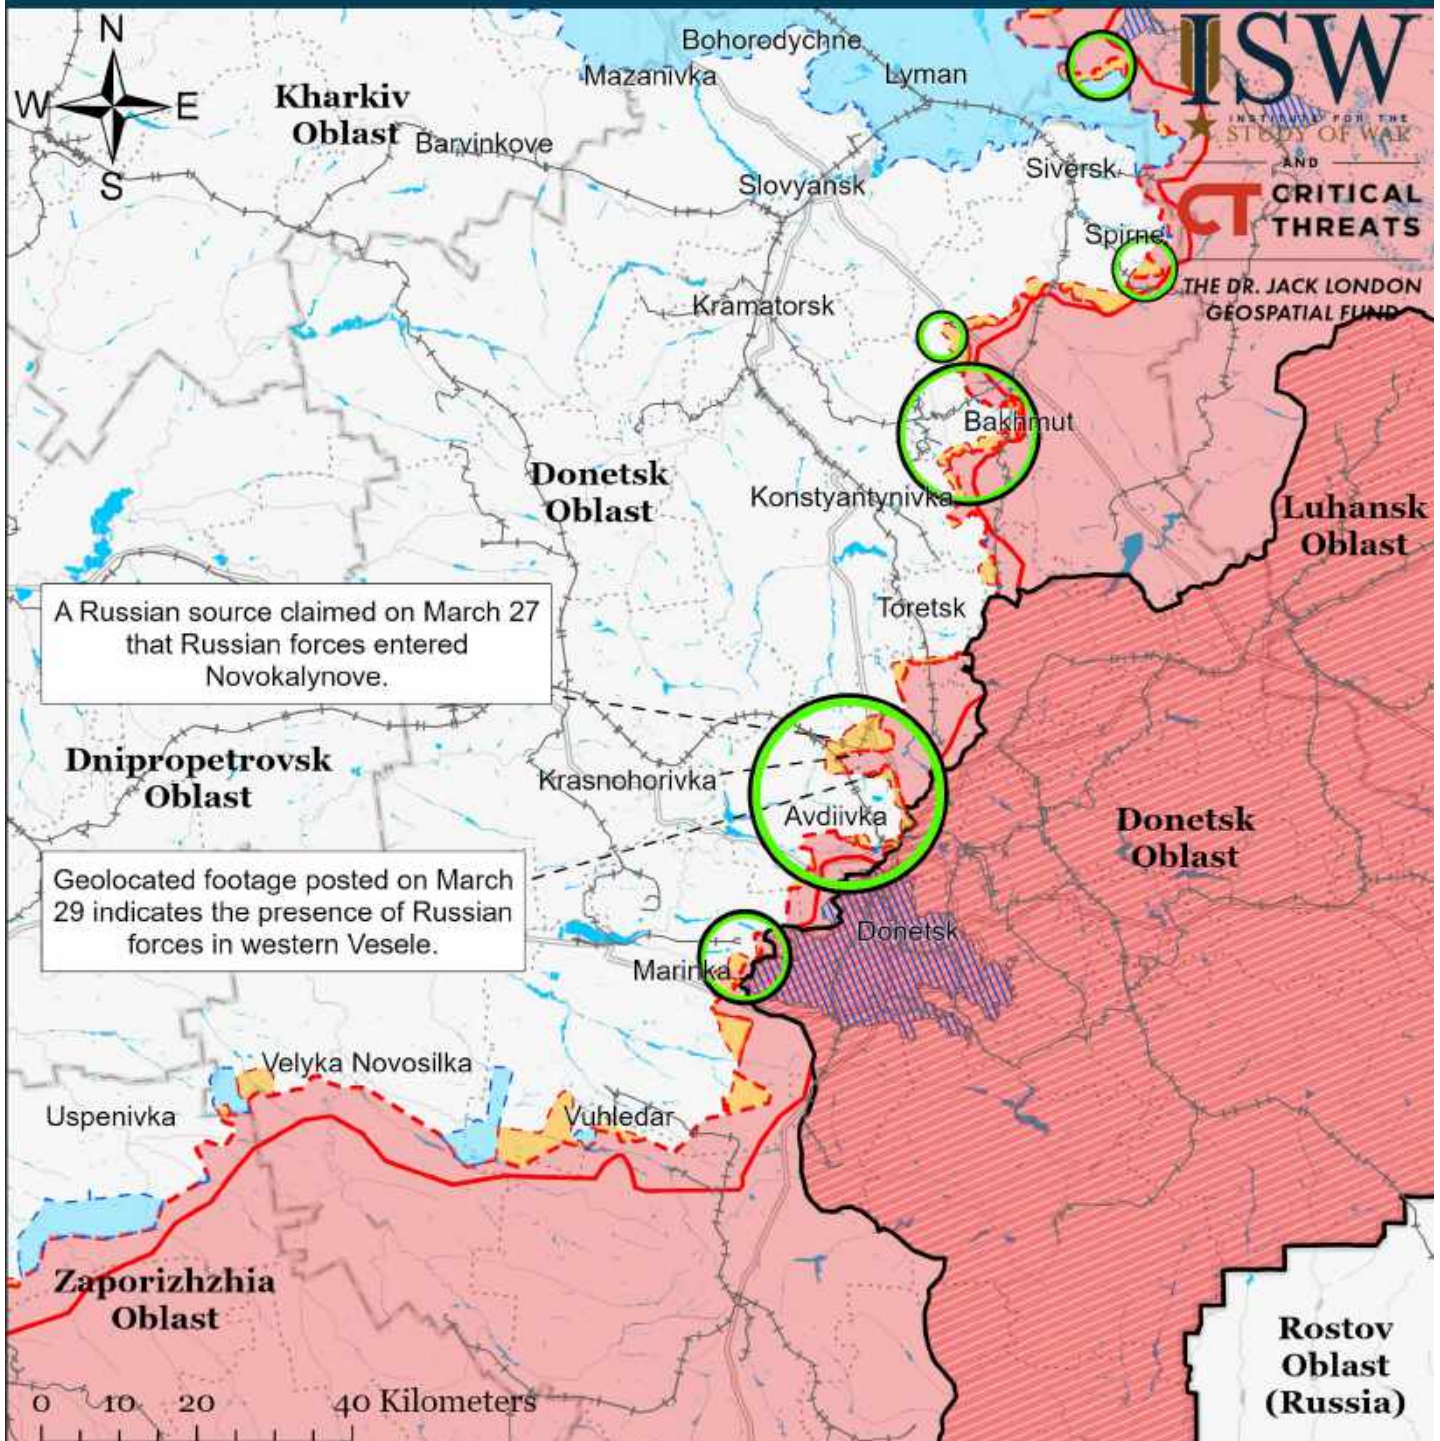 N
W E
S
ISW
INSTITUTE FOR THE
STUDY OF WAR
AND
CT CRITICAL
THREATS
THE DR. JACK LONDON
GEOSPATIAL FUND
Bohorodychne
Mazanivka
Lyman
Kharkiv
Oblast
Barvinkove
Siversk
Slovyansk
Spirne
Kramatorsk
Bakhmut
Donetsk
Oblast
Konstyantynivka
Luhansk
Oblast
A Russian source claimed on March 27
that Russian forces entered
Novokalynove.
Toretsk
Dnipropetrovsk
Oblast
Krasnohorivka
Avdiivka
Donetsk
Oblast
Geolocated footage posted on March
29 indicates the presence of Russian
forces in western Vesele.
Donetsk
Marinka
Velyka Novosilka
Uspenivka
Vuhledar
Zaporizhzhia
Oblast
Rostov
Oblast
(Russia)
0 10 20 40 Kilometers